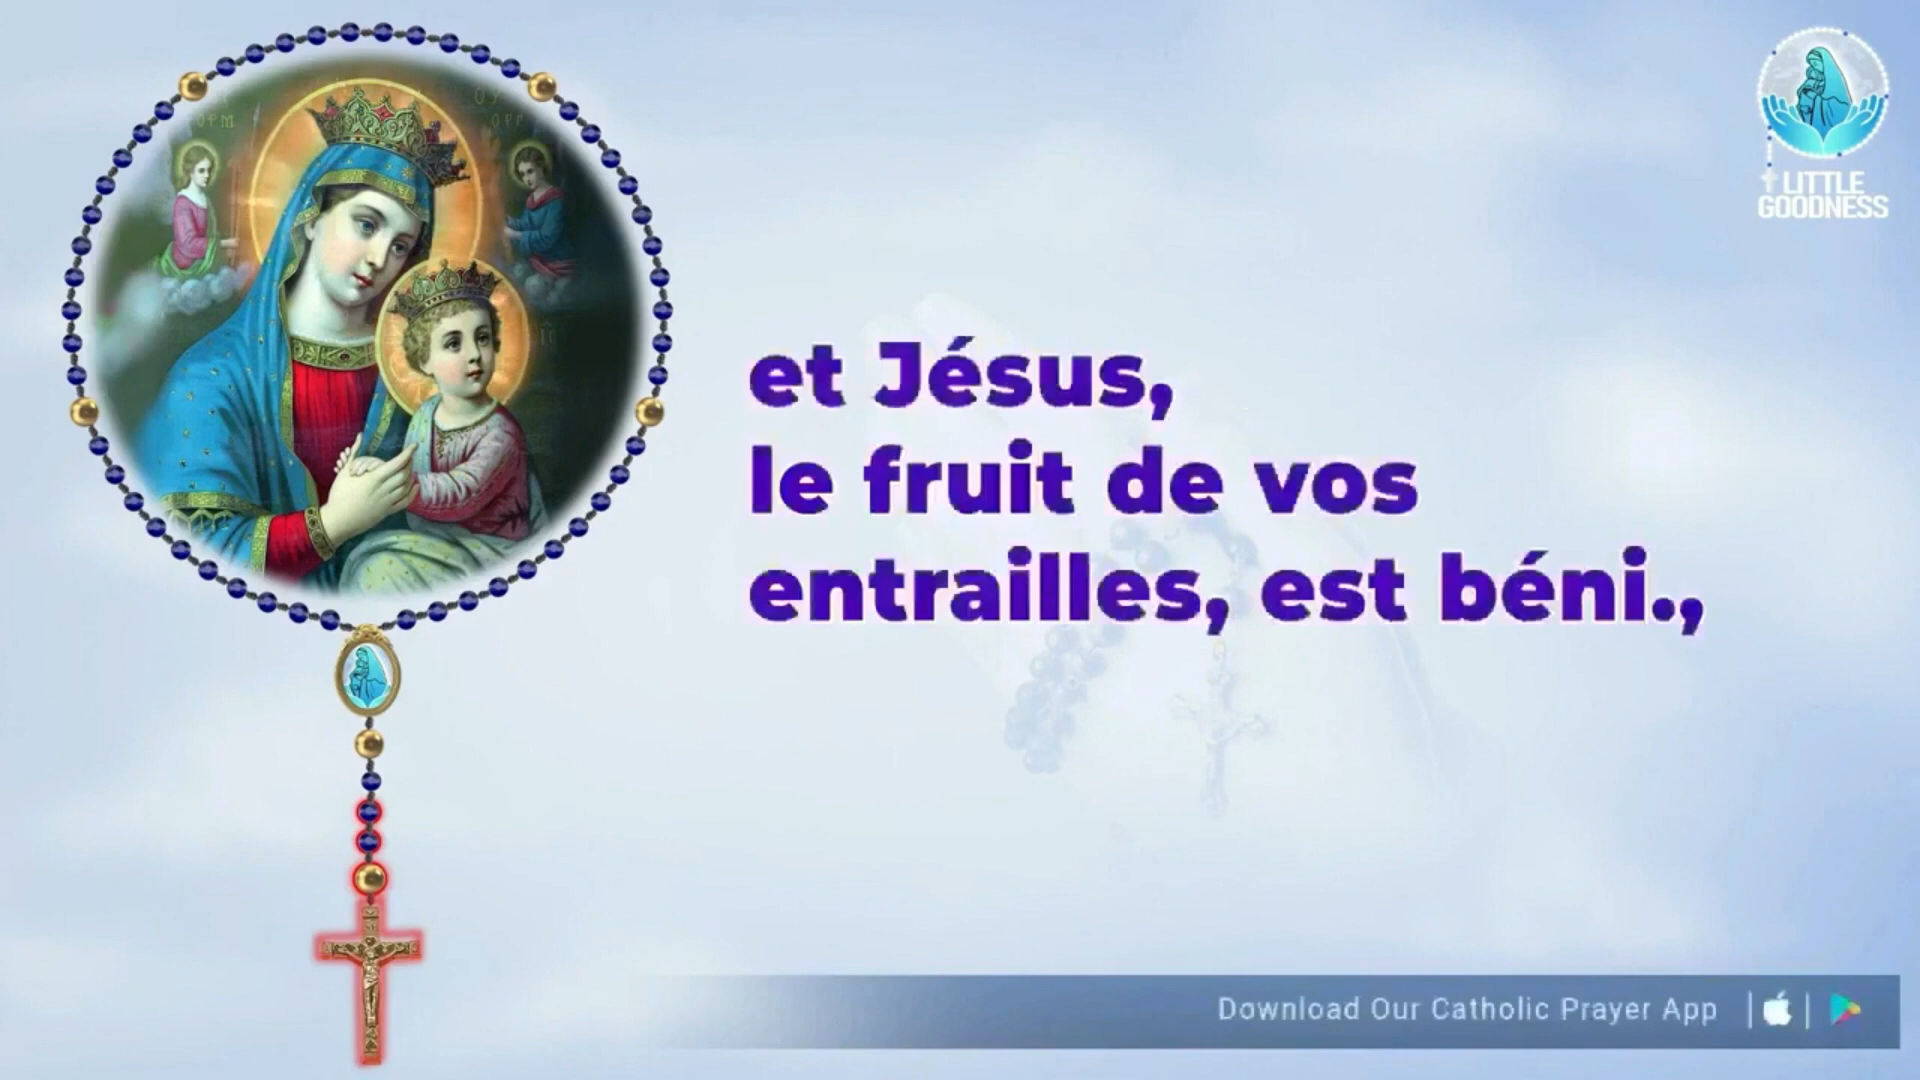 LITTLE
GOODNESS
et Jésus,
le fruit de vos
entrailles, est béni.,
Download Our Catholic Prayer App